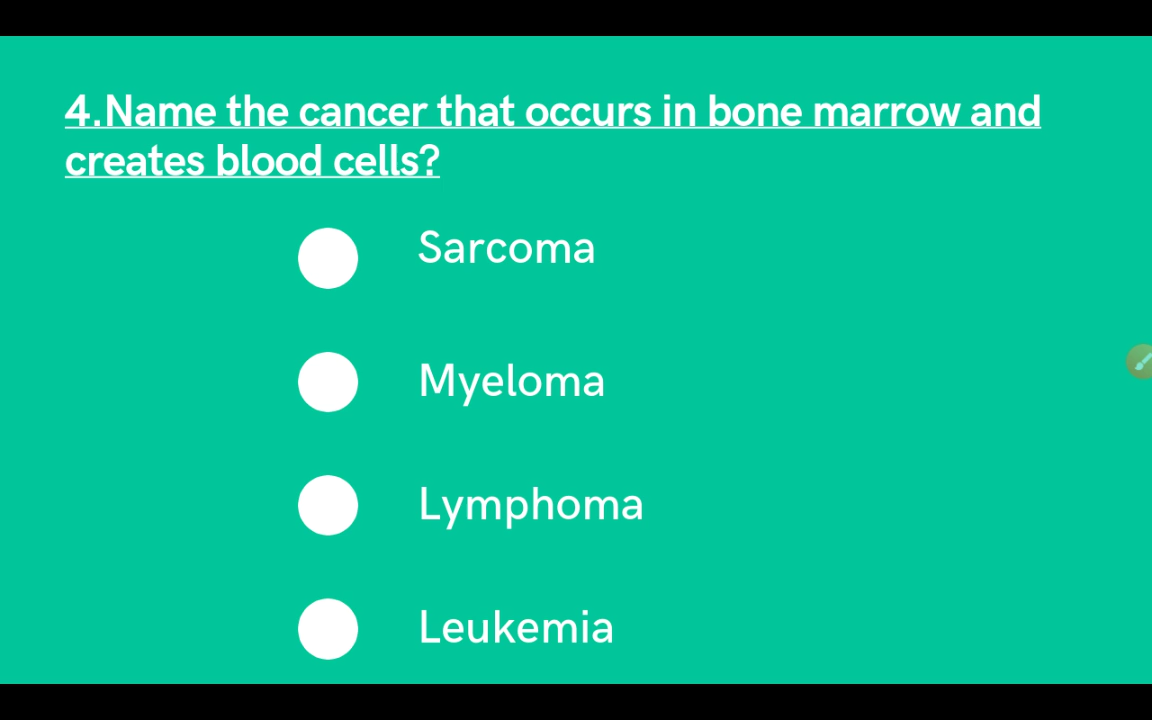 4.Name the cancer that occurs in bone marrow and
creates blood cells?
Sarcoma
Myeloma
Lymphoma
Leukemia